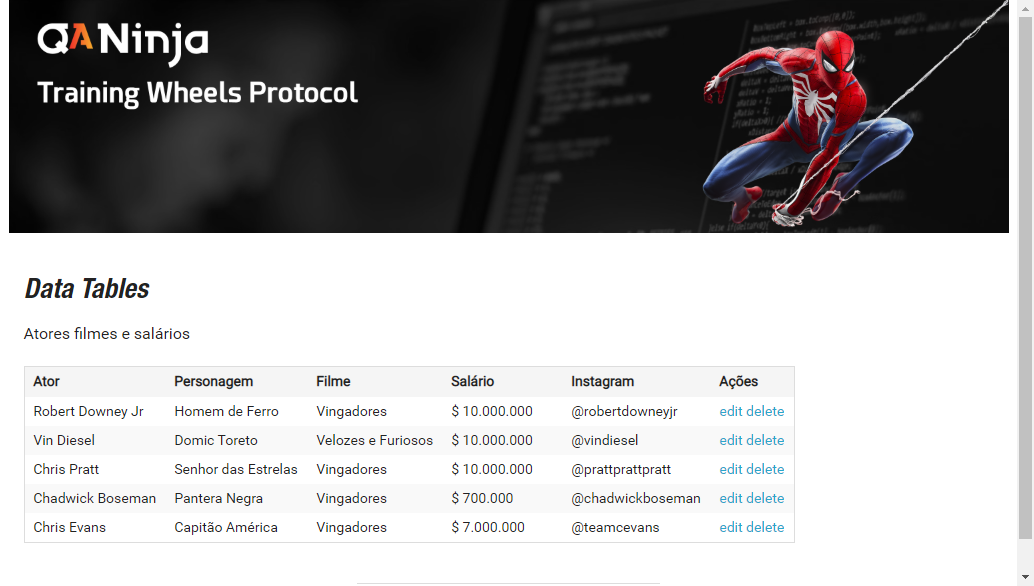 QANinja
Training Wheels Protocol
Data Tables
Atores filmes e salários
Ator Personagem Filme Salário Instagram Ações
Robert Downey Jr Homem de Ferro Vingadores $ 10.000.000 @robertdowneyjr edit delete
Vin Diesel Domic Toreto Velozes e Furiosos $ 10.000.000 @vindiesel edit delete
Chris Pratt Senhor das Estrelas Vingadores $ 10.000.000 @prattprattpratt edit delete
Chadwick Boseman Pantera Negra Vingadores $ 700.000 @chadwickboseman edit delete
Chris Evans Capitão América Vingadores $ 7.000.000 @teamcevans edit delete